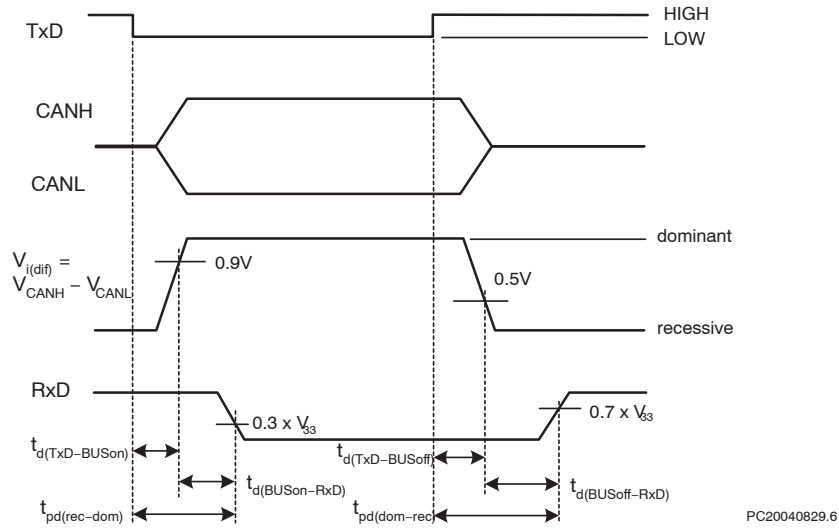 TxD
HIGH
LOW
CANH
CANL
dominant
V_i(dif) =
V_CANH − V_CANL
0.9V
0.5V
recessive
RxD
0.3 x V_33
0.7 x V_33
t_d(TxD−BUSon)
t_d(TxD−BUSoff)
t_d(BUSon−RxD)
t_d(BUSoff−RxD)
t_pd(rec−dom)
t_pd(dom−rec)
PC20040829.6